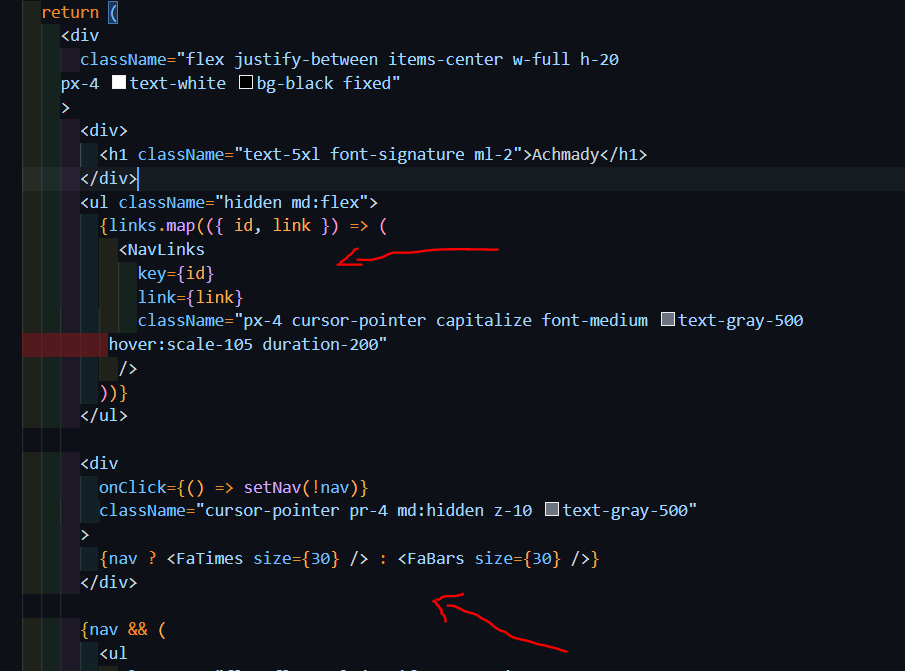 return (
<div
className="flex justify-between items-center w-full h-20
px-4 text-white bg-black fixed"
>
<div>
<h1 className="text-5xl font-signature ml-2">Achmady</h1>
</div>
<ul className="hidden md:flex">
{links.map(({ id, link }) => (
<NavLinks
key={id}
link={link}
className="px-4 cursor-pointer capitalize font-medium text-gray-500
hover:scale-105 duration-200"
/>
))}
</ul>
<div
onClick={() => setNav(!nav)}
className="cursor-pointer pr-4 md:hidden z-10 text-gray-500"
>
{nav ? <FaTimes size={30} /> : <FaBars size={30} />}
</div>
{nav && (
<ul